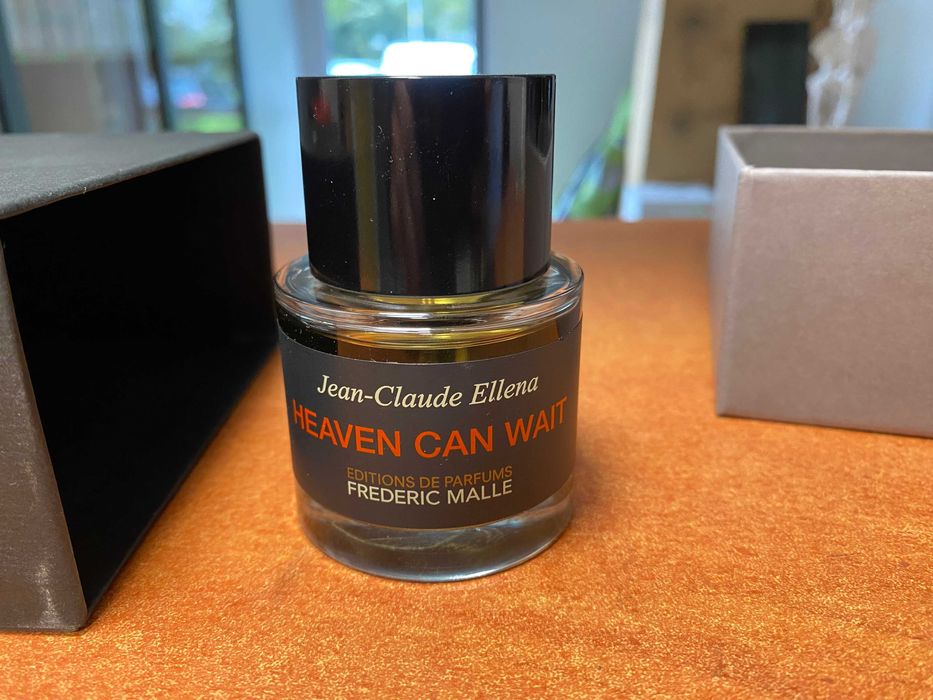 Jean-Claude Ellena
HEAVEN CAN WAIT
EDITIONS DE PARFUMS
FREDERIC MALLE